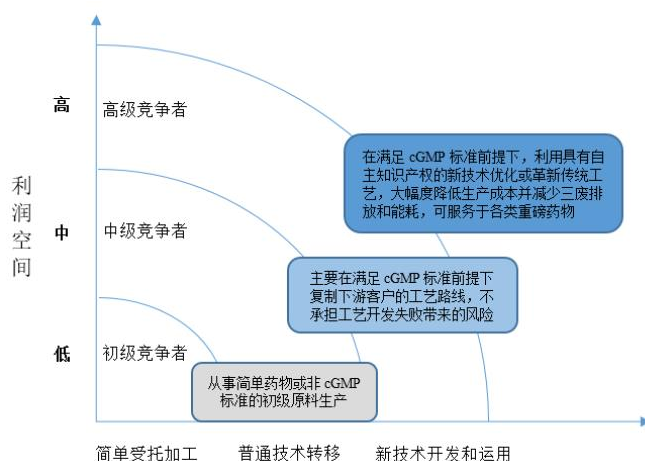 高
高级竞争者
在满足 cGMP 标准前提下，利用具有自
主知识产权的新技术优化或革新传统工
艺，大幅度降低生产成本并减少三废排
放和能耗，可服务于各类重磅药物
利润空间
中
中级竞争者
主要在满足 cGMP 标准前提下
复制下游客户的工艺路线，不
承担工艺开发失败带来的风险
低
初级竞争者
从事简单药物或非 cGMP
标准的初级原料生产
简单受托加工
普通技术转移
新技术开发和运用